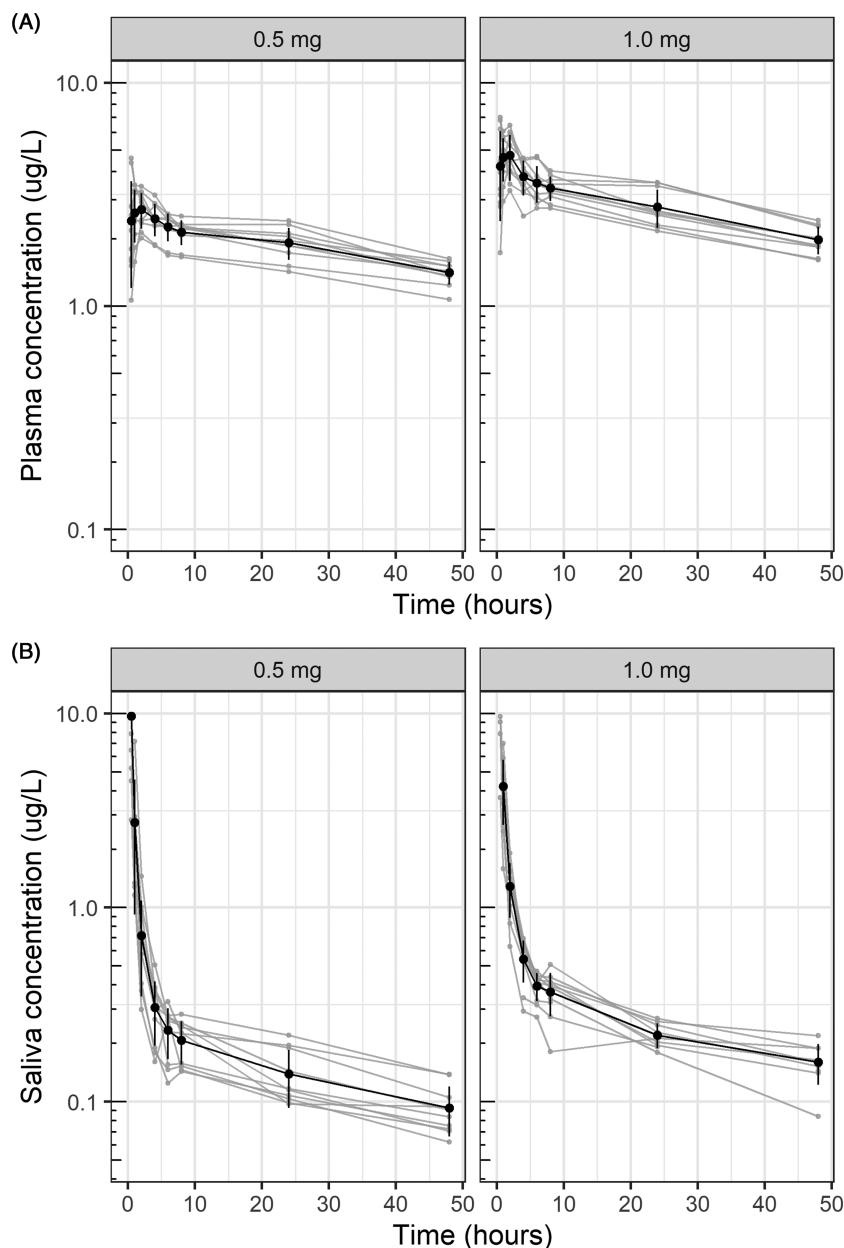 (A)
0.5 mg 1.0 mg
Plasma concentration (ug/L)
10.0
1.0
0.1
0 10 20 30 40 50 0 10 20 30 40 50
Time (hours)
(B)
0.5 mg 1.0 mg
Saliva concentration (ug/L)
10.0
1.0
0.1
0 10 20 30 40 50 0 10 20 30 40 50
Time (hours)